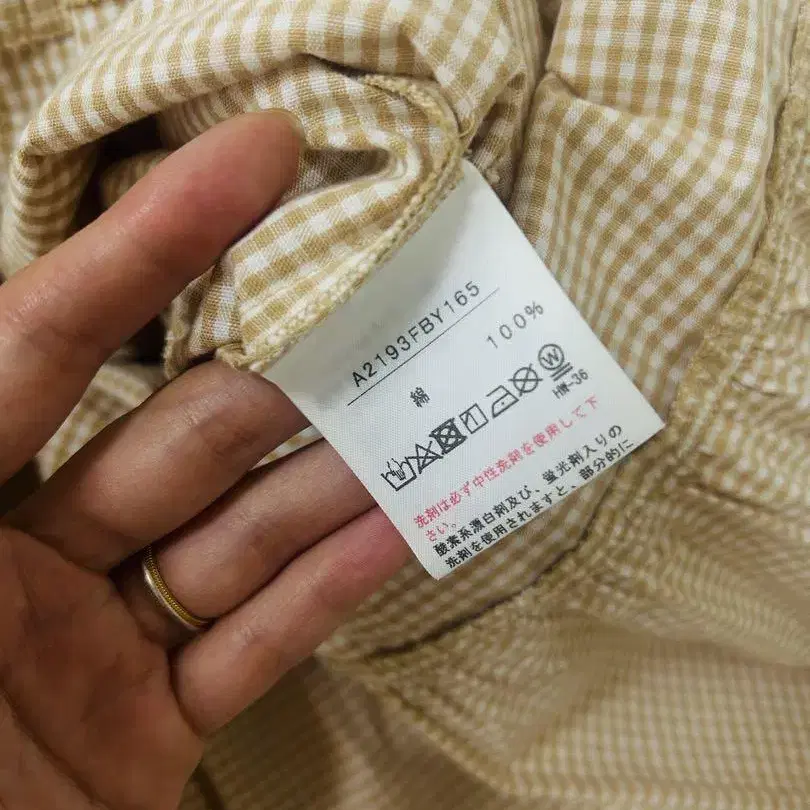 A2193FBY165
綿 100%
W
HW-36
洗剤は必ず中性洗剤を使用して下
さい。
酸素系漂白剤及び、蛍光剤入りの
洗剤を使用されますと、部分的に